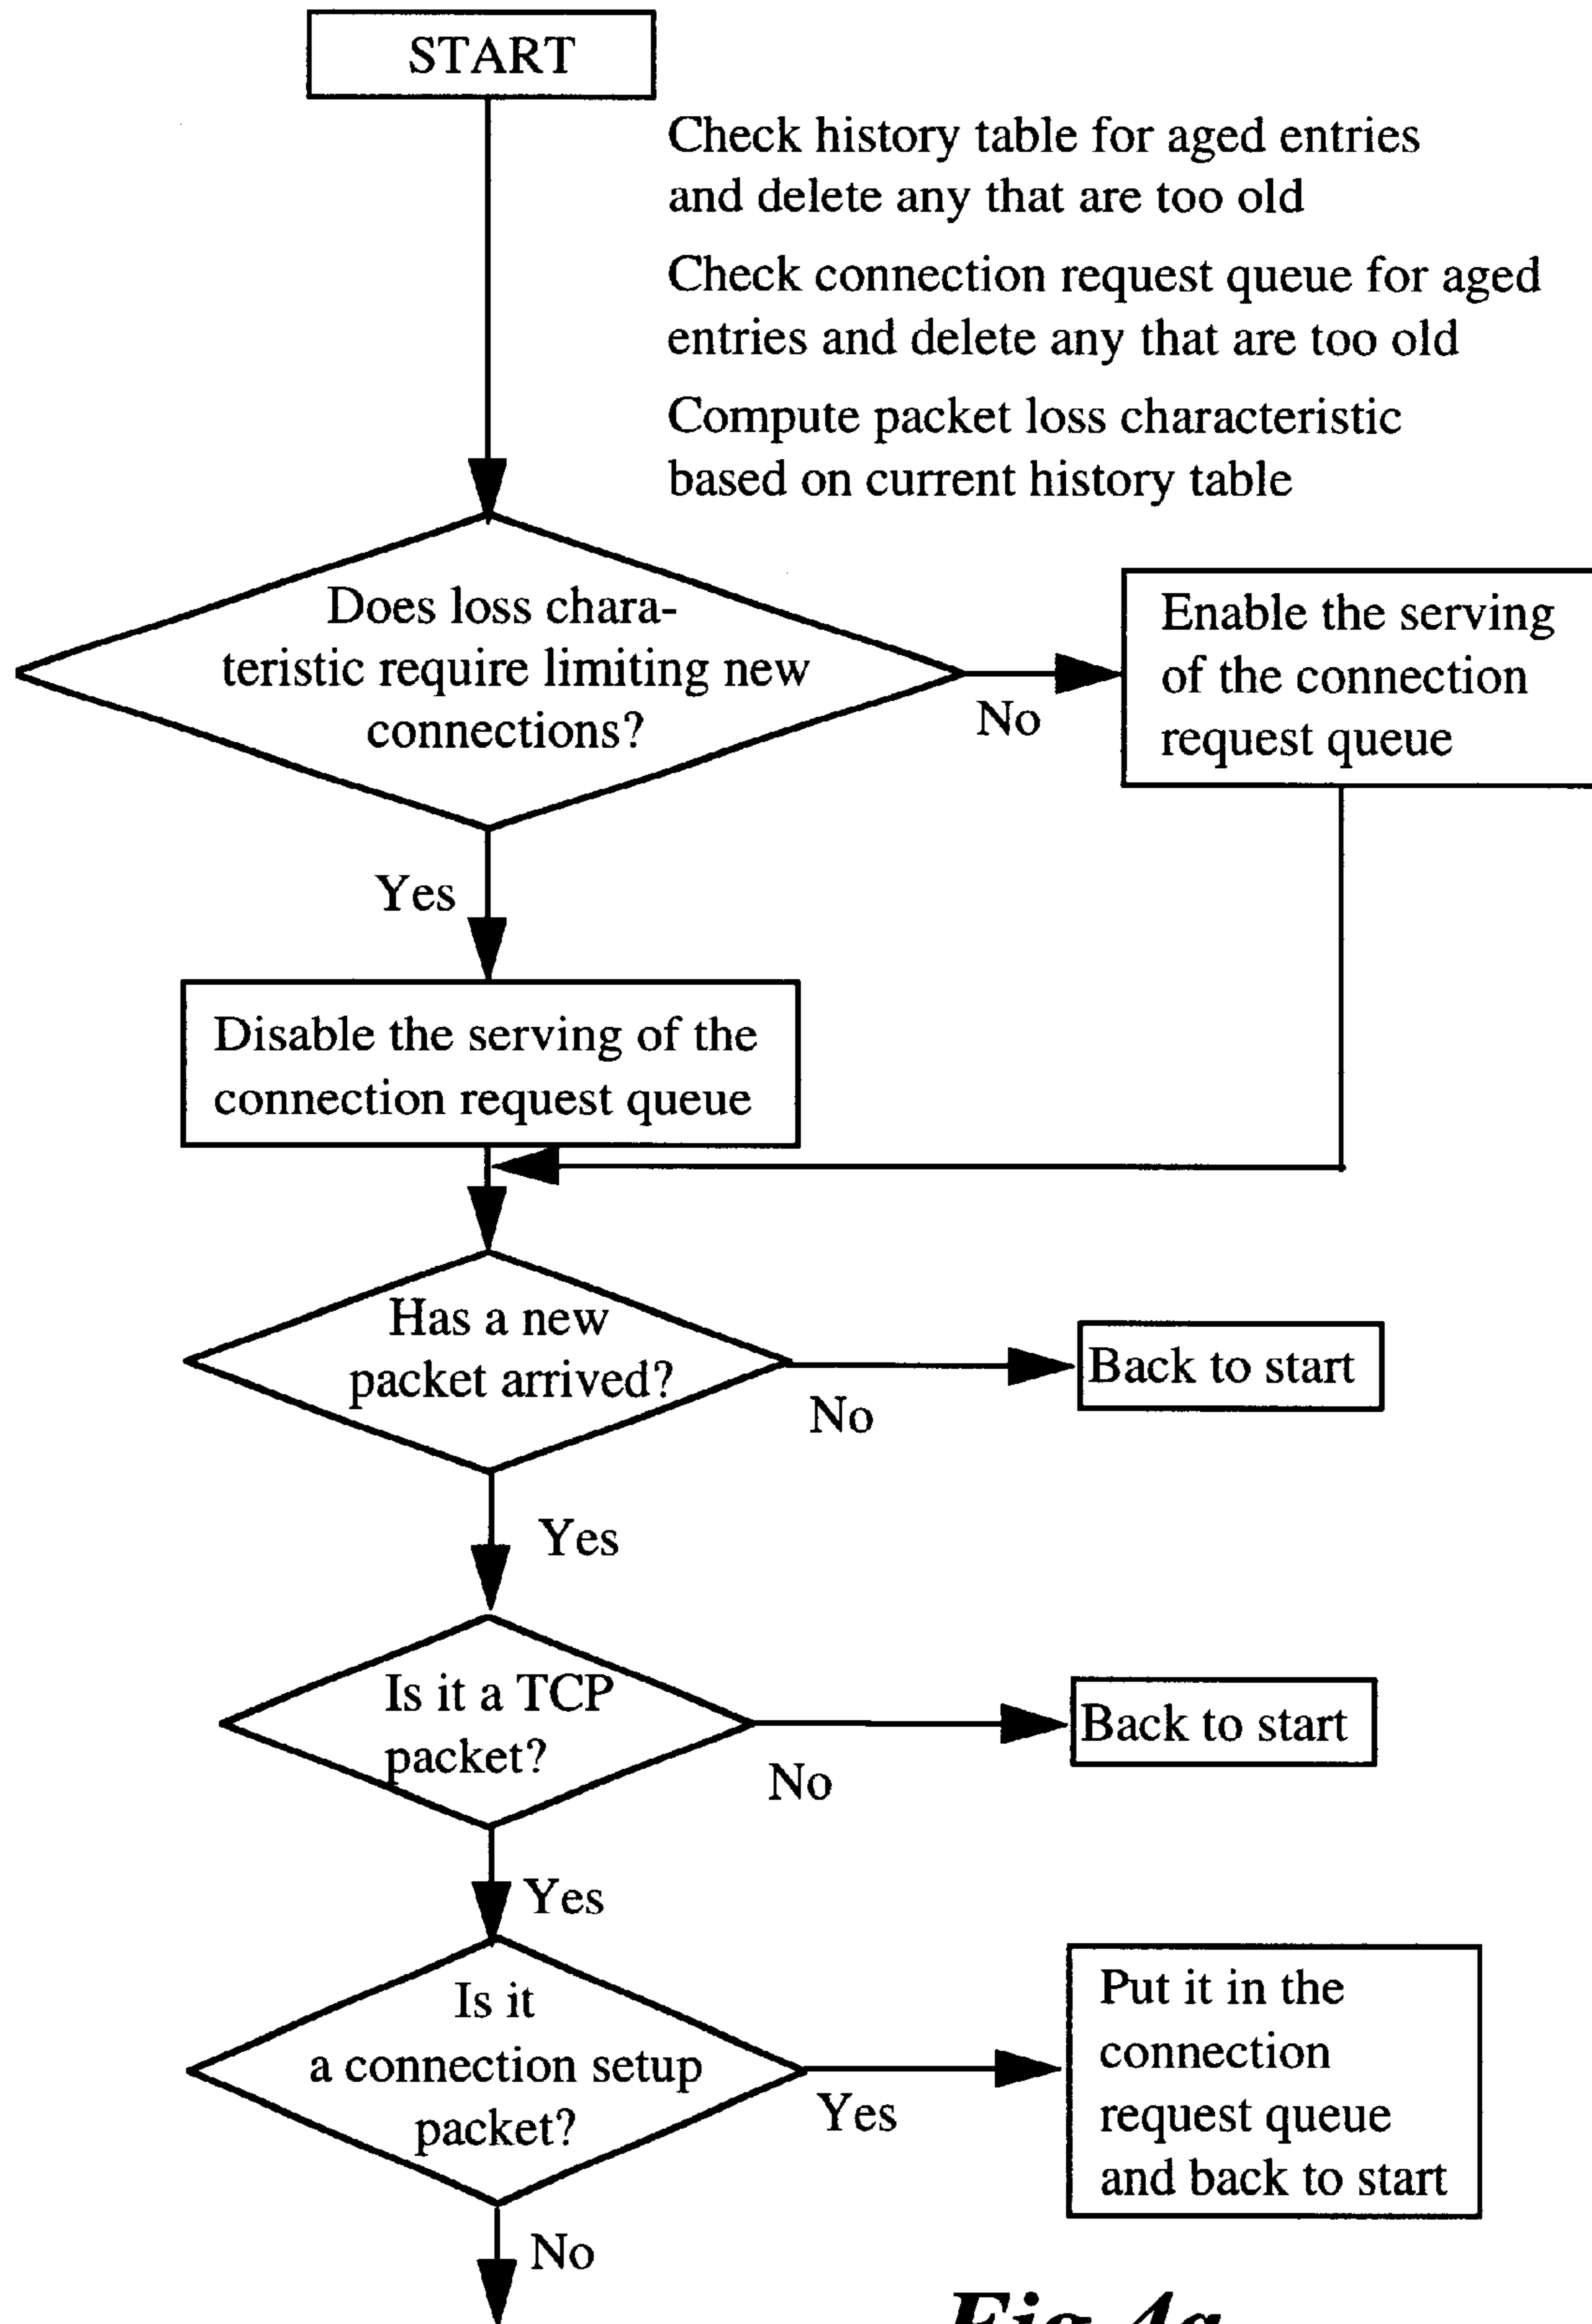 START
Check history table for aged entries
and delete any that are too old
Check connection request queue for aged
entries and delete any that are too old
Compute packet loss characteristic
based on current history table
Does loss chara-
teristic require limiting new
connections?
No
Enable the serving
of the connection
request queue
Yes
Disable the serving of the
connection request queue
Has a new
packet arrived?
No
Back to start
Yes
Is it a TCP
packet?
No
Back to start
Yes
Is it
a connection setup
packet?
Yes
Put it in the
connection
request queue
and back to start
No
Fig 4a